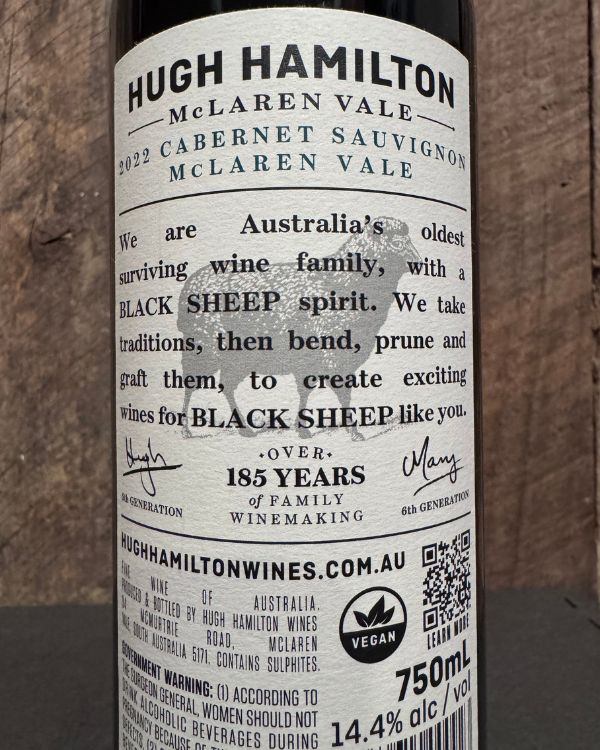 HUGH HAMILTON
McLAREN VALE
2022 CABERNET SAUVIGNON
McLAREN VALE
We are Australia's oldest
surviving wine family, with a
BLACK SHEEP spirit. We take
traditions, then bend, prune and
graft them, to create exciting
wines for BLACK SHEEP like you.
Hugh
5th GENERATION
•OVER•
185 YEARS
of FAMILY
WINEMAKING
Mary
6th GENERATION
HUGHHAMILTONWINES.COM.AU
FINE WINE OF AUSTRALIA.
PRODUCED & BOTTLED BY HUGH HAMILTON WINES
94 MCMURTRIE ROAD, MCLAREN
VALE SOUTH AUSTRALIA 5171. CONTAINS SULPHITES.
VEGAN
LEARN MORE
GOVERNMENT WARNING: (1) ACCORDING TO
THE SURGEON GENERAL, WOMEN SHOULD NOT
DRINK ALCOHOLIC BEVERAGES DURING
PREGNANCY BECAUSE OF
750mL
14.4% alc / vol